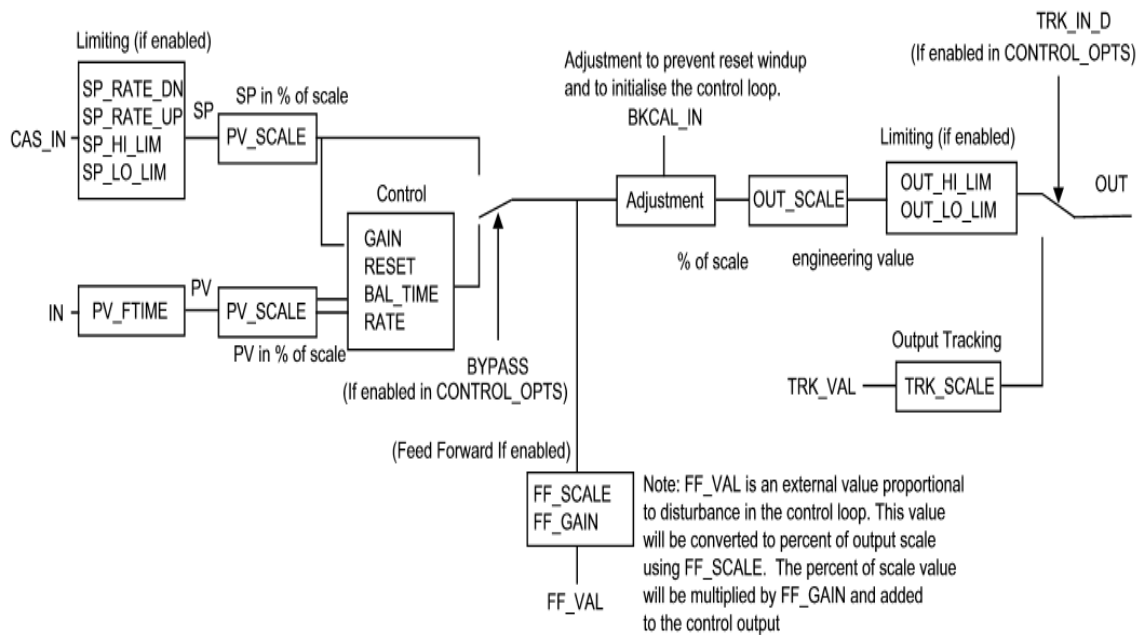 TRK_IN_D
(If enabled in CONTROL_OPTS)
Limiting (if enabled)
Adjustment to prevent reset windup
and to initialise the control loop.
BKCAL_IN
SP_RATE_DN
SP_RATE_UP
SP_HI_LIM
SP_LO_LIM
CAS_IN
SP
SP in % of scale
PV_SCALE
Limiting (if enabled)
Control
Adjustment
OUT_SCALE
OUT_HI_LIM
OUT_LO_LIM
OUT
GAIN
RESET
BAL_TIME
RATE
% of scale
engineering value
IN
PV_FTIME
PV
PV_SCALE
PV in % of scale
BYPASS
(If enabled in CONTROL_OPTS)
Output Tracking
TRK_VAL
TRK_SCALE
(Feed Forward If enabled)
FF_SCALE
FF_GAIN
FF_VAL
Note: FF_VAL is an external value proportional
to disturbance in the control loop. This value
will be converted to percent of output scale
using FF_SCALE. The percent of scale value
will be multiplied by FF_GAIN and added
to the control output